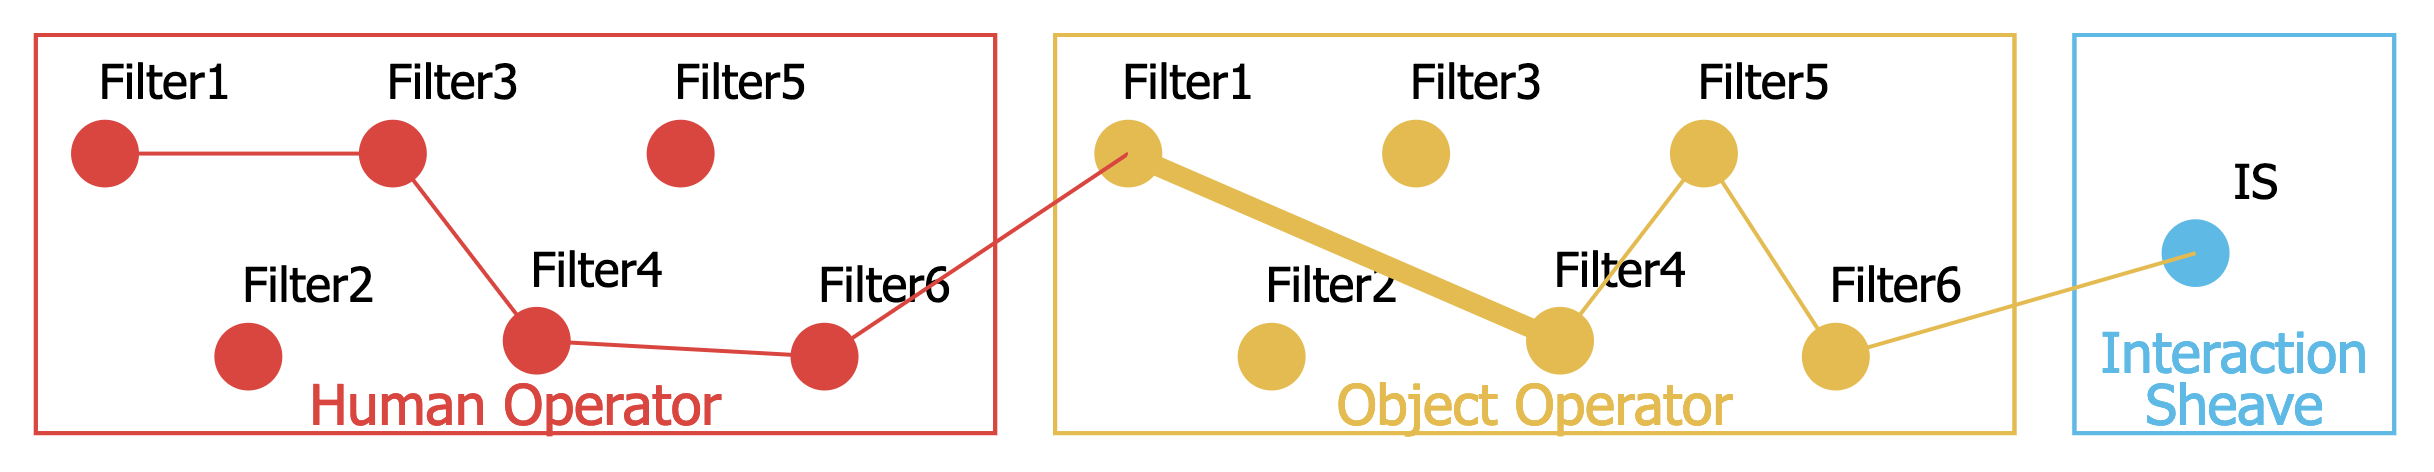 Filter1
Filter3
Filter5
Filter2
Filter4
Filter6
Human Operator
Filter1
Filter3
Filter5
Filter2
Filter4
Filter6
Object Operator
IS
Interaction
Sheave